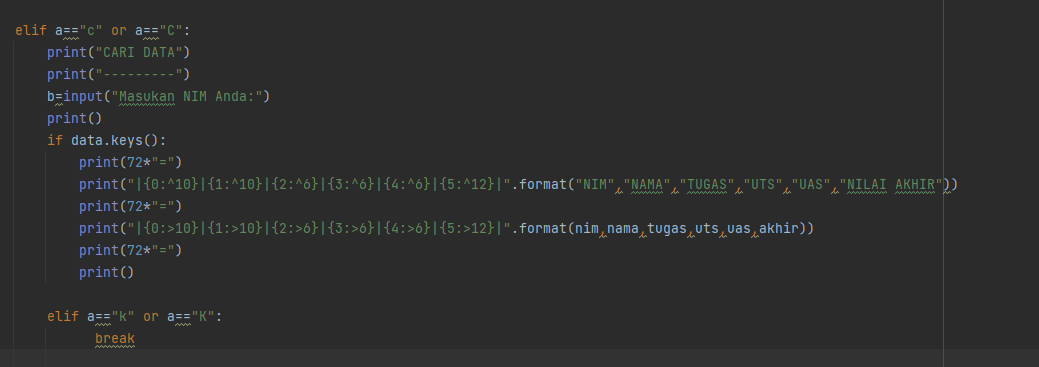 elif a=="c" or a=="C":
    print("CARI DATA")
    print("---------")
    b=input("Masukan NIM Anda:")
    print()
    if data.keys():
        print(72*"=")
        print("|{0:^10}|{1:^10}|{2:^6}|{3:^6}|{4:^6}|{5:^12}|".format("NIM","NAMA","TUGAS","UTS","UAS","NILAI AKHIR"))
        print(72*"=")
        print("|{0:>10}|{1:>10}|{2:>6}|{3:>6}|{4:>6}|{5:>12}|".format(nim,nama,tugas,uts,uas,akhir))
        print(72*"=")
        print()
    elif a=="k" or a=="K":
          break